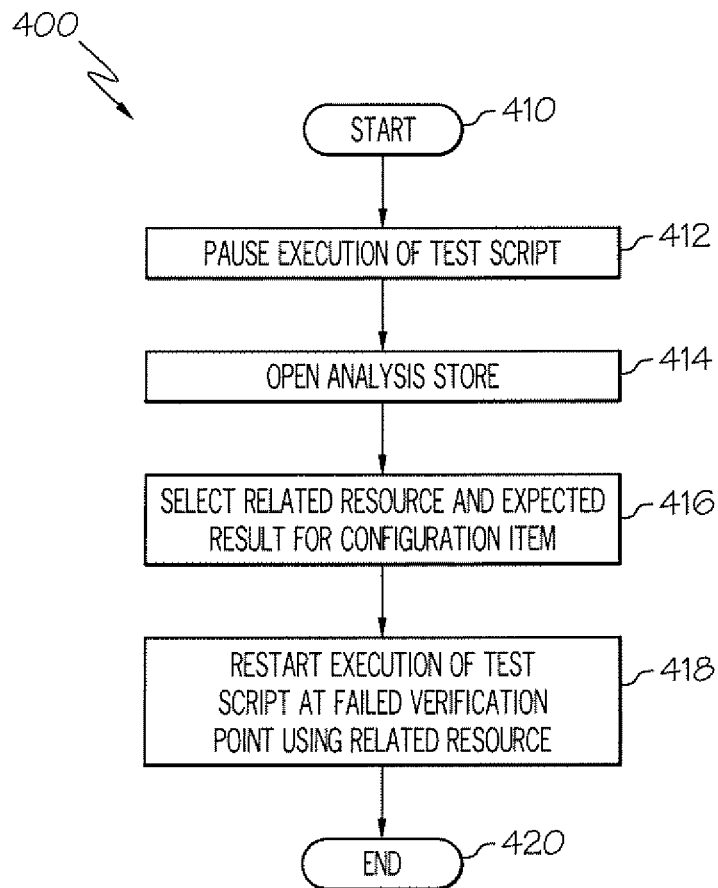 400
START
410
PAUSE EXECUTION OF TEST SCRIPT
412
OPEN ANALYSIS STORE
414
SELECT RELATED RESOURCE AND EXPECTED
RESULT FOR CONFIGURATION ITEM
416
RESTART EXECUTION OF TEST
SCRIPT AT FAILED VERIFICATION
POINT USING RELATED RESOURCE
418
END
420